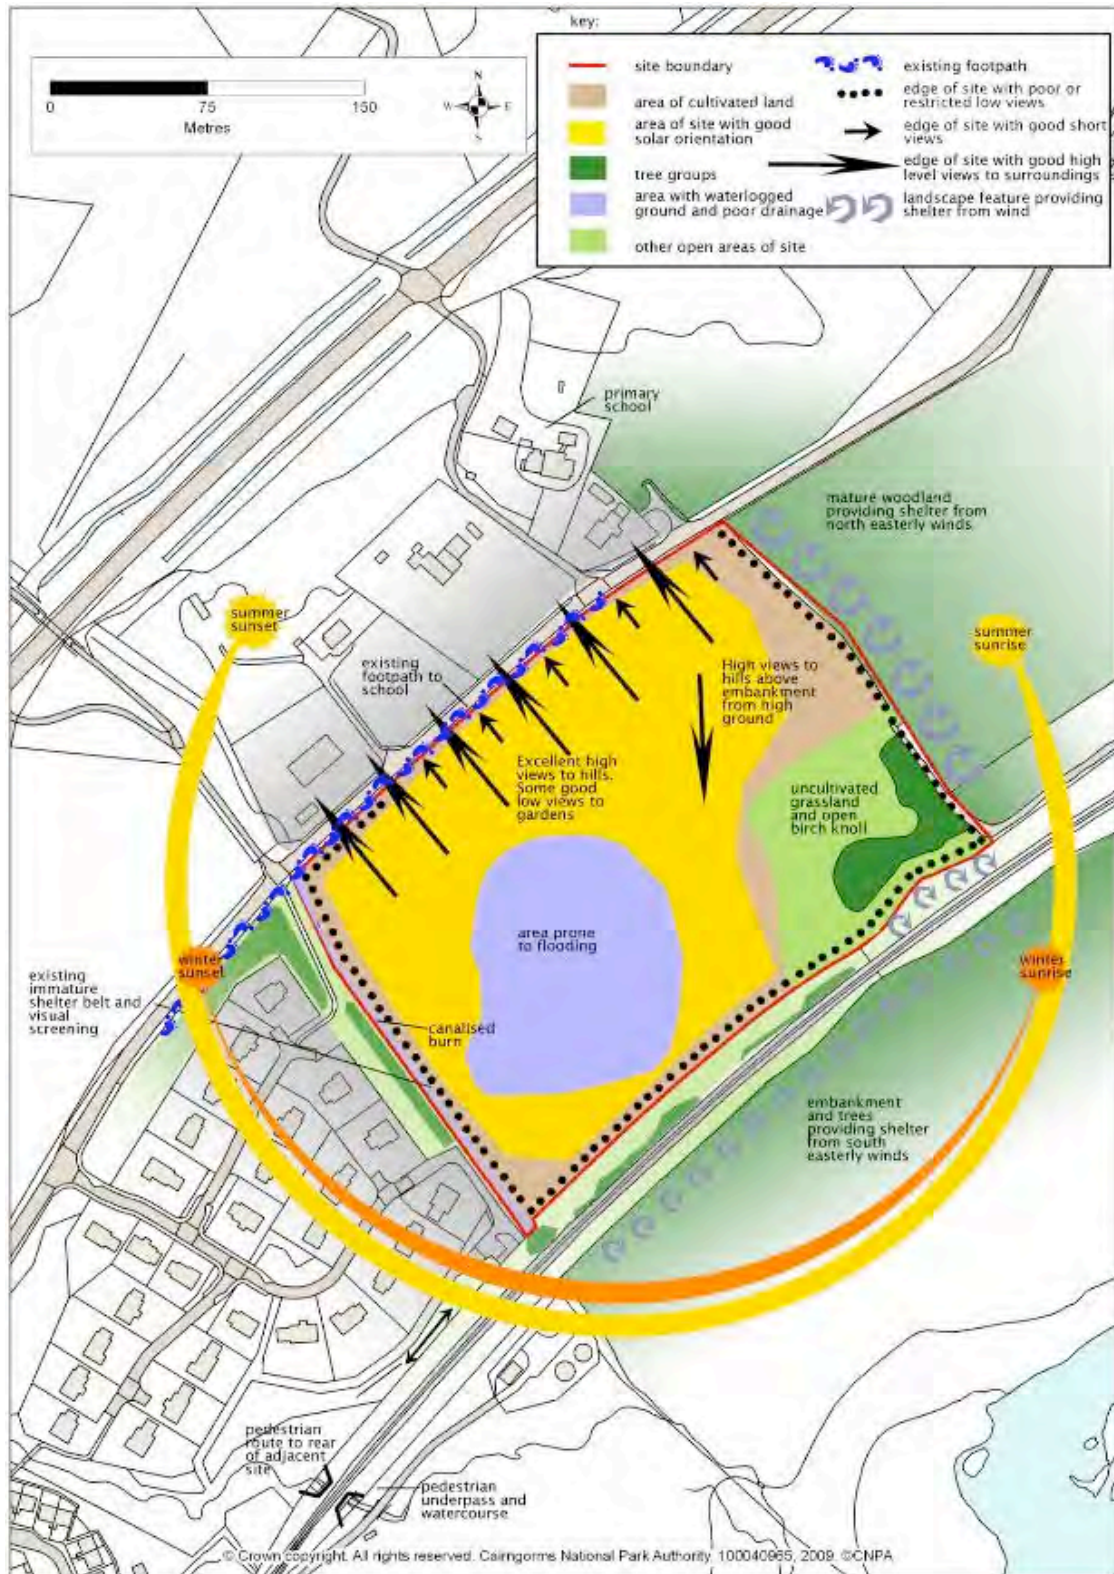 key:
site boundary
area of cultivated land
area of site with good
solar orientation
tree groups
area with waterlogged
ground and poor drainage
other open areas of site
existing footpath
edge of site with poor or
restricted low views
edge of site with good short
views
edge of site with good high
level views to surroundings
landscape feature providing
shelter from wind
0 75 150
Metres
N
W E
S
primary
school
mature woodland
providing shelter from
north easterly winds
summer
sunset
summer
sunrise
existing
footpath to
school
High views to
hills above
embankment
from high
ground
Excellent high
views to hills.
Some good
low views to
gardens
uncultivated
grassland
and open
birch knoll
area prone
to flooding
winter
sunset
winter
sunrise
existing
immature
shelter belt and
visual
screening
canalised
burn
embankment
and trees
providing shelter
from south
easterly winds
pedestrian
route to rear
of adjacent
site
pedestrian
underpass and
watercourse
© Crown copyright. All rights reserved. Cairngorms National Park Authority 100040965, 2009. ©CNPA